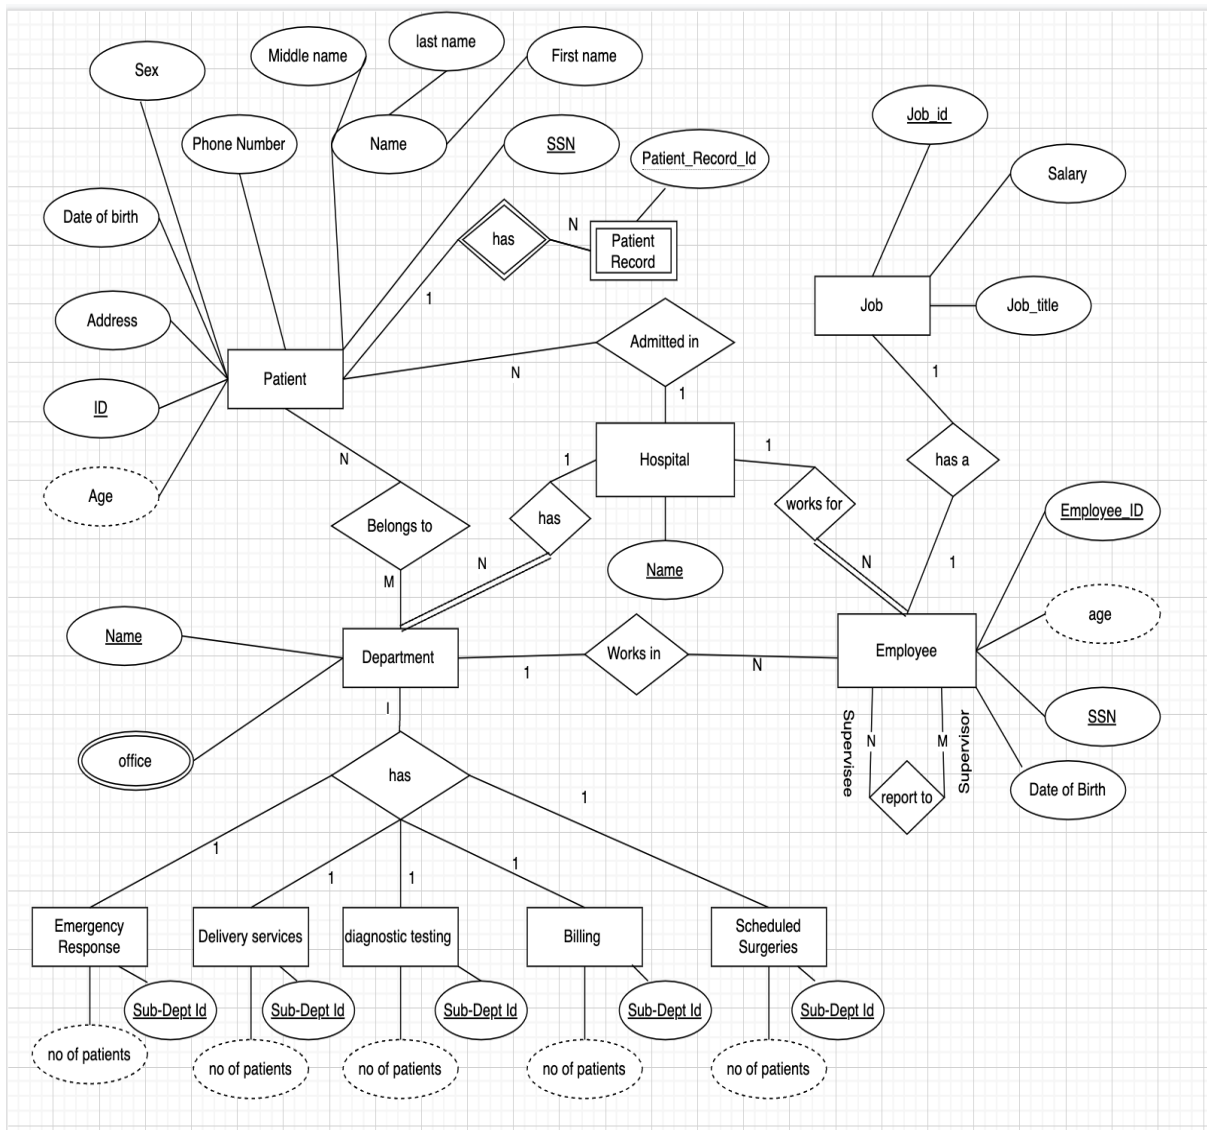 last name
Middle name
First name
Sex
Job_id
Phone Number
Name
SSN
Patient_Record_Id
Salary
Date of birth
has
N
Patient
Record
1
Job
Job_title
Address
Admitted in
N
1
1
Patient
ID
N
1
Hospital
1
has a
Age
Belongs to
has
works for
Employee_ID
N
N
1
M
Name
age
Name
Department
1
Works in
N
Employee
I
Supervisee
N
M
Supervisor
SSN
office
has
report to
Date of Birth
1
1
1
1
1
Emergency
Response
Delivery services
diagnostic testing
Billing
Scheduled
Surgeries
Sub-Dept Id
Sub-Dept Id
Sub-Dept Id
Sub-Dept Id
Sub-Dept Id
no of patients
no of patients
no of patients
no of patients
no of patients